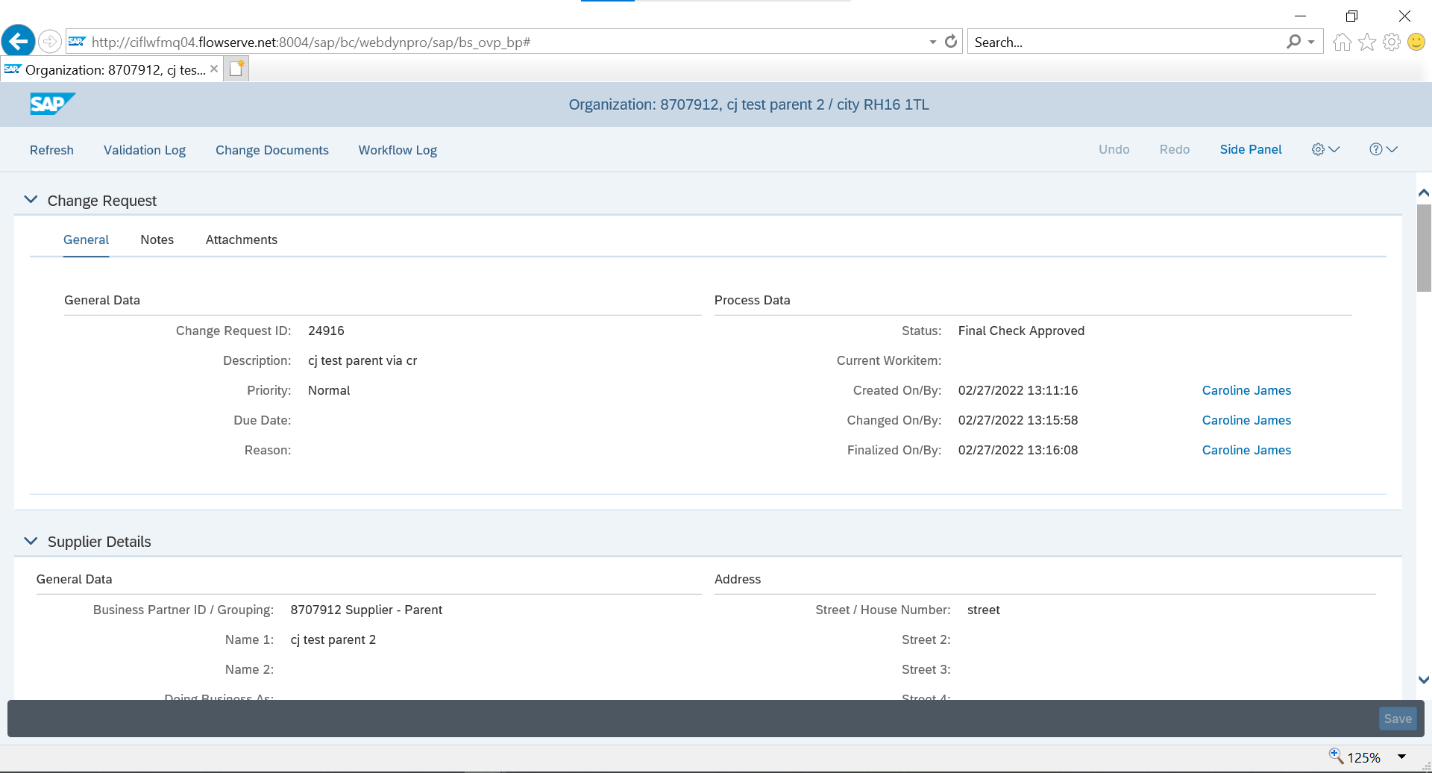 http://ciflwfmq04.flowserve.net:8004/sap/bc/webdynpro/sap/bs_ovp_bp#
Search...
Organization: 8707912, cj tes...
SAP
Organization: 8707912, cj test parent 2 / city RH16 1TL
Refresh Validation Log Change Documents Workflow Log Undo Redo Side Panel
Change Request
General Notes Attachments
General Data
Change Request ID: 24916
Description: cj test parent via cr
Priority: Normal
Due Date:
Reason:
Process Data
Status: Final Check Approved
Current Workitem:
Created On/By: 02/27/2022 13:11:16 Caroline James
Changed On/By: 02/27/2022 13:15:58 Caroline James
Finalized On/By: 02/27/2022 13:16:08 Caroline James
Supplier Details
General Data
Business Partner ID / Grouping: 8707912 Supplier - Parent
Name 1: cj test parent 2
Name 2:
Doing Business As:
Address
Street / House Number: street
Street 2:
Street 3:
Street 4:
Save
125%